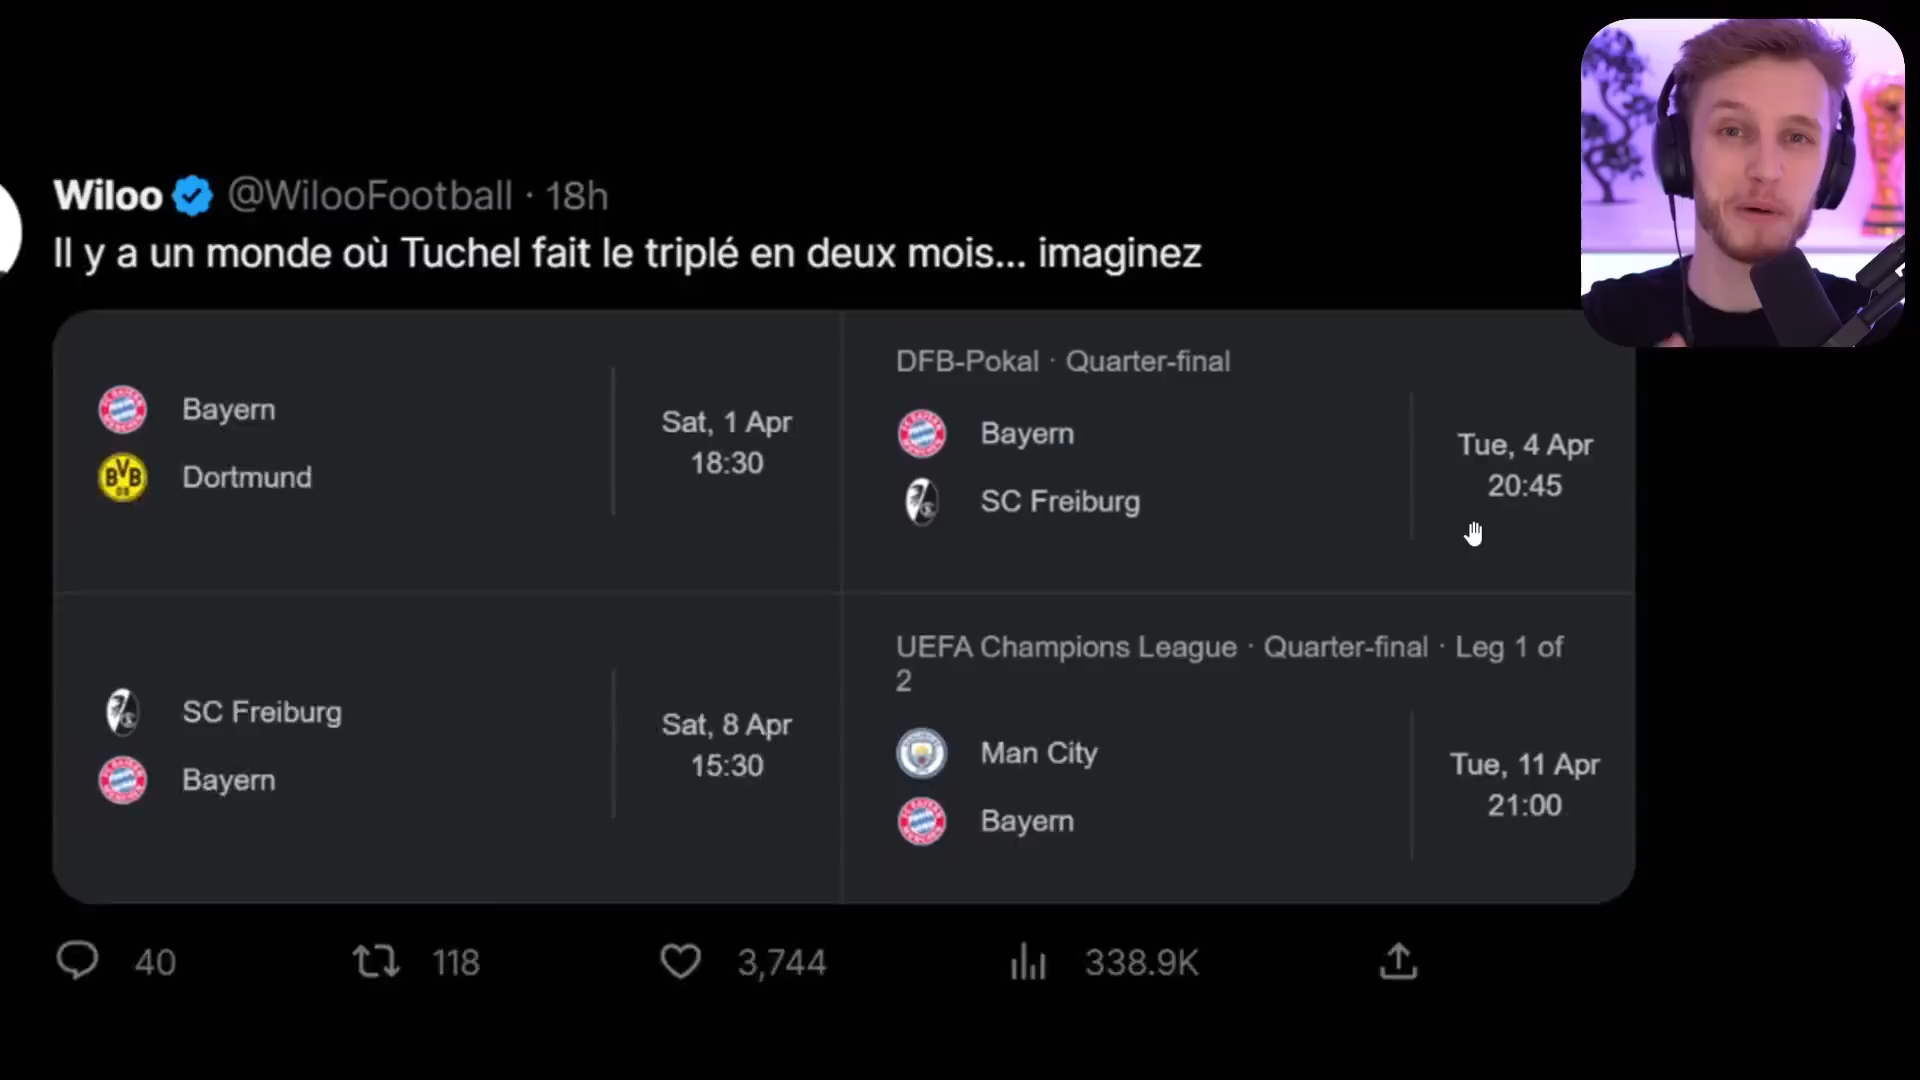 Wiloo @WilooFootball · 18h
Il y a un monde où Tuchel fait le triplé en deux mois... imaginez
Bayern
Dortmund
Sat, 1 Apr
18:30
DFB-Pokal · Quarter-final
Bayern
SC Freiburg
Tue, 4 Apr
20:45
SC Freiburg
Bayern
Sat, 8 Apr
15:30
UEFA Champions League · Quarter-final · Leg 1 of
2
Man City
Bayern
Tue, 11 Apr
21:00
40 118 3,744 338.9K